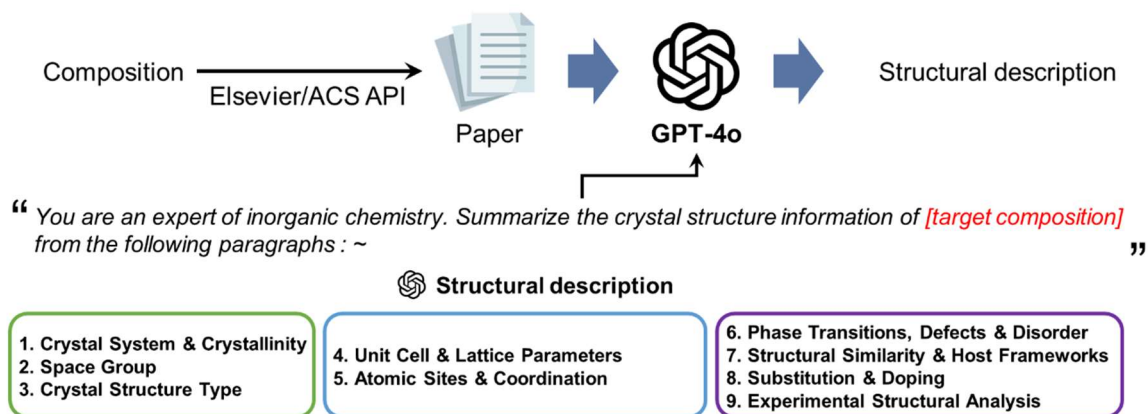 Composition
Elsevier/ACS API
Paper
GPT-4o
Structural description
“ You are an expert of inorganic chemistry. Summarize the crystal structure information of [target composition]
from the following paragraphs : ~ ”
Structural description
1. Crystal System & Crystallinity
2. Space Group
3. Crystal Structure Type
4. Unit Cell & Lattice Parameters
5. Atomic Sites & Coordination
6. Phase Transitions, Defects & Disorder
7. Structural Similarity & Host Frameworks
8. Substitution & Doping
9. Experimental Structural Analysis